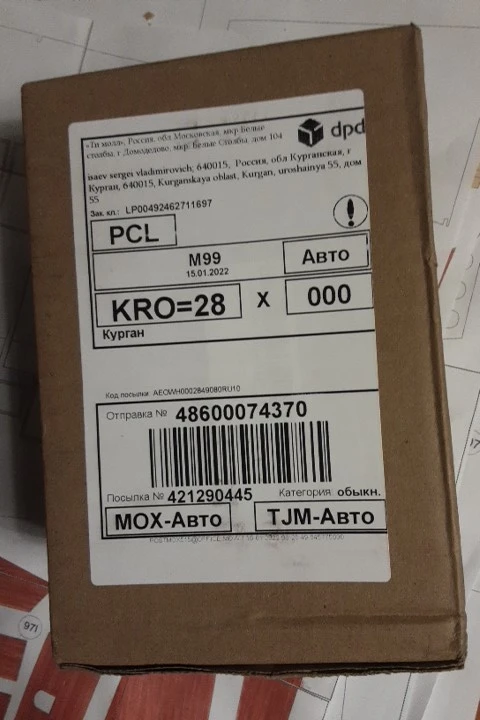 «Ти молл», Россия, обл Московская, мкр Белые
столбы, г Домодедово, мкр. Белые Столбы, дом 104
dpd
isaev sergei vladimirovich; 640015, Россия, обл Курганская, г
Курган, 640015, Kurganskaya oblast, Kurgan, uroshainya 55, дом
55
Зак. кл.: LP00492462711697
PCL
M99
15.01.2022
Авто
KRO=28 X 000
Курган
Код посылки: AECWH0002849080RU10
Отправка № 48600074370
Посылка № 421290445 Категория: обыкн.
MOX-Авто TJM-Авто
971